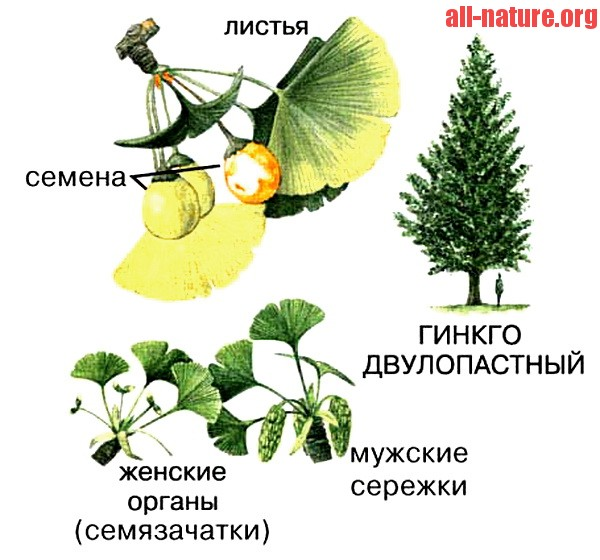 all-nature.org
листья
семена
ГИНКГО
ДВУЛОПАСТНЫЙ
женские
органы
(семязачатки)
мужские
сережки